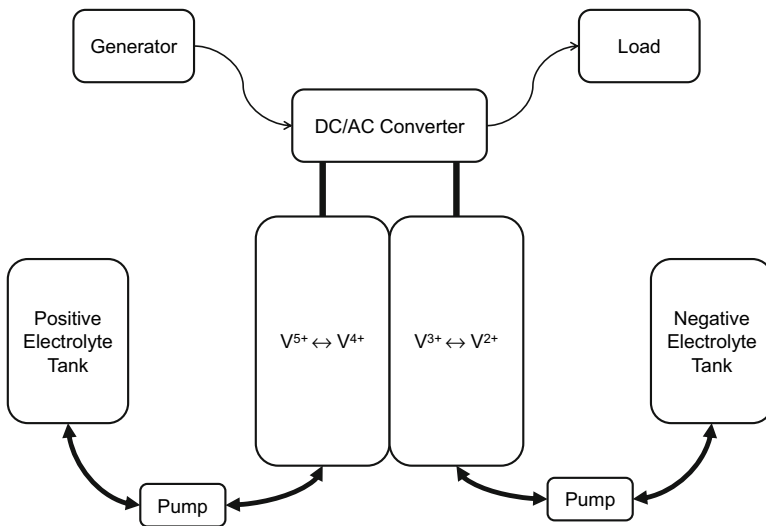 Generator
Load
DC/AC Converter
Positive
Electrolyte
Tank
V⁵⁺ ↔ V⁴⁺
V³⁺ ↔ V²⁺
Negative
Electrolyte
Tank
Pump
Pump